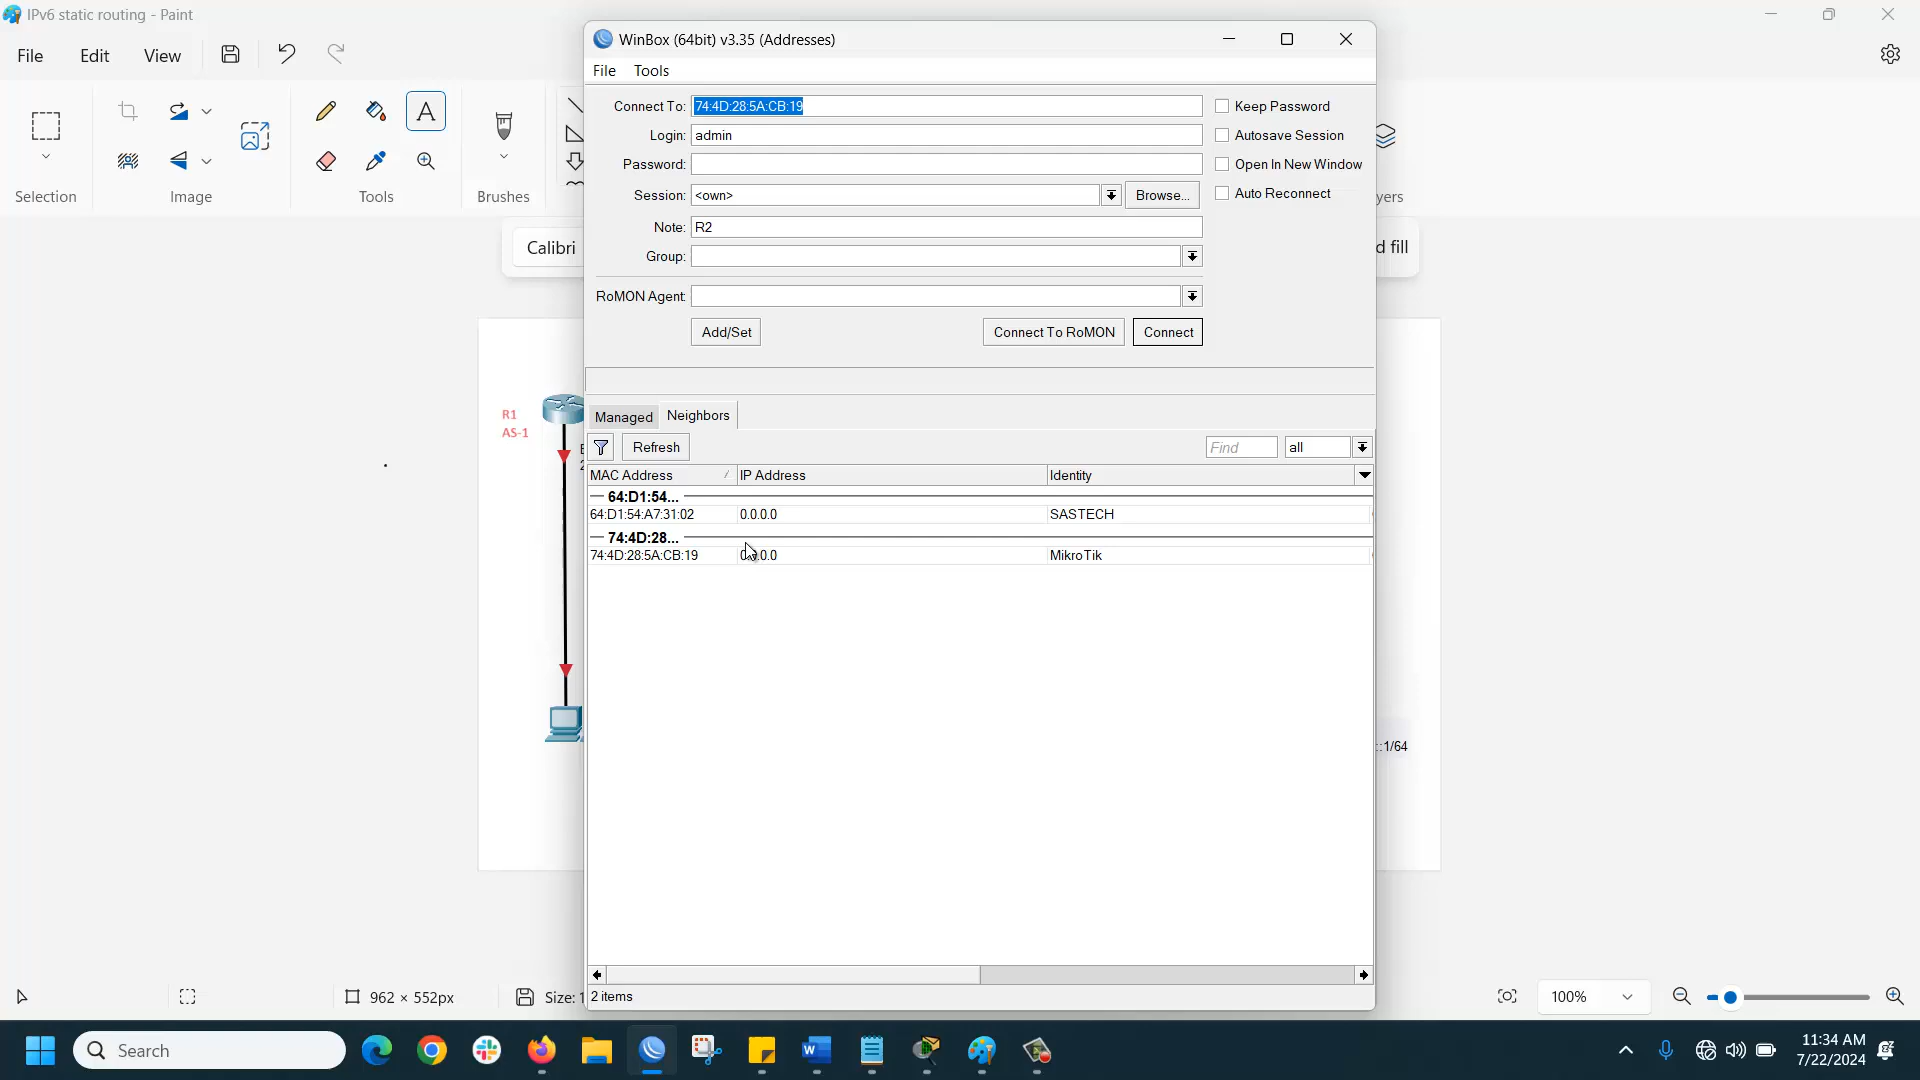 IPv6 static routing - Paint
File Edit View
Selection
Image
Tools
Brushes
yers
Calibri
d fill
R1
AS-1
::1/64
962 × 552px
Size: 1
100%
WinBox (64bit) v3.35 (Addresses)
File Tools
Connect To: 74:4D:28:5A:CB:19
Keep Password
Login: admin
Autosave Session
Password:
Open In New Window
Session: <own>
Browse...
Auto Reconnect
Note: R2
Group:
RoMON Agent
Add/Set
Connect To RoMON
Connect
Managed Neighbors
Refresh
Find
all
MAC Address IP Address Identity
64:D1:54...
64:D1:54:A7:31:02 0.0.0.0 SASTECH
74:4D:28...
74:4D:28:5A:CB:19 0.0.0.0 MikroTik
2 items
Search
11:34 AM
7/22/2024